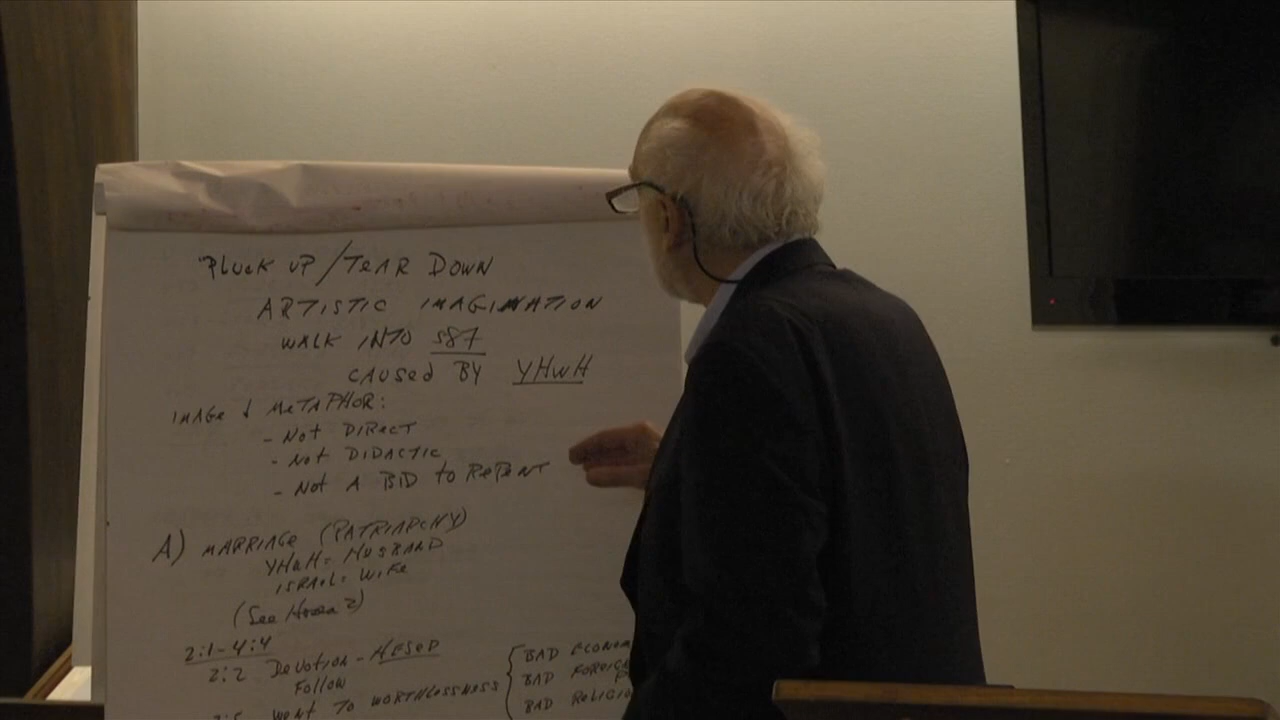 "PLUCK UP/TEAR DOWN
ARTISTIC IMAGINATION
WALK INTO 587
CAUSED BY YHWH
IMAGE & METAPHOR:
- NOT DIRECT
- NOT DIDACTIC
- NOT A BID TO REPENT
A) MARRIAGE (PATRIARCHY)
YHWH = HUSBAND
ISRAEL = WIFE
(See Hosea 2)
2:1-4:4
2:2 DEVOTION - HESED
FOLLOW
2:5 WENT TO WORTHLESSNESS
{ BAD ECONOM
BAD FOREIGN P
BAD RELIGIO